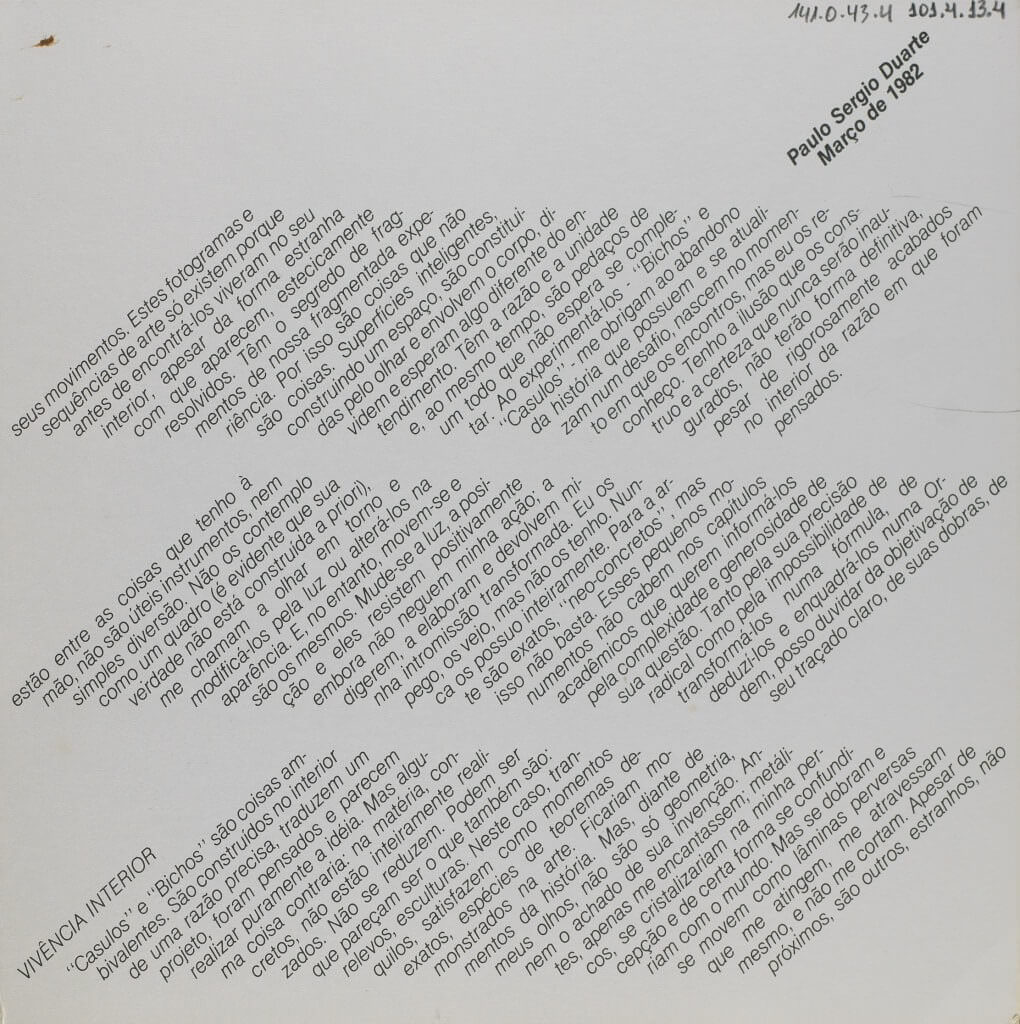 141.0.43.4 101.4.13.4
VIVÊNCIA INTERIOR
"Casulos" e "Bichos" são coisas am-
bivalentes. São construídos no interior
de uma razão precisa, traduzem um
projeto, foram pensados e parecem
realizar puramente a idéia. Mas algu-
ma coisa contraria: na matéria, con-
cretos, não estão inteiramente reali-
zados. Não se reduzem. Podem ser
que pareçam ser o que também são:
relevos, esculturas. Neste caso, tran-
quilos, satisfazem como momentos
exatos, espécies de teoremas de-
monstrados na arte. Ficariam mo-
mentos da história. Mas, diante de
meus olhos, não são só geometria,
nem o achado de sua invenção. An-
tes, apenas me encantassem; metáli-
cos, se cristalizariam na minha per-
cepção e de certa forma se confundi-
riam com o mundo. Mas se dobram e
se movem como lâminas perversas
que me atingem, me atravessam
mesmo, e não me cortam. Apesar de
próximos, são outros, estranhos, não
estão entre as coisas que tenho à
mão, não são úteis instrumentos, nem
simples diversão. Não os contemplo
como um quadro (é evidente que sua
verdade não está construída a priori),
me chamam a olhar em torno e
modificá-los pela luz ou alterá-los na
aparência. E, no entanto, movem-se e
são os mesmos. Mude-se a luz, a posi-
ção e eles resistem positivamente
embora não neguem minha ação; a
digerem, a elaboram e devolvem mi-
nha intromissão transformada. Eu os
pego, os vejo, mas não os tenho. Nun-
ca os possuo inteiramente. Para a ar-
te são exatos, "neo-concretos", mas
isso não basta. Esses pequenos mo-
numentos não cabem nos capítulos
acadêmicos que querem informá-los
pela complexidade e generosidade de
sua questão. Tanto pela sua precisão
radical como pela impossibilidade de
transformá-los numa fórmula, de
deduzi-los e enquadrá-los numa Or-
dem, posso duvidar da objetivação de
seu traçado claro, de suas dobras, de
seus movimentos. Estes fotogramas e
sequências de arte só existem porque
antes de encontrá-los viveram no seu
interior, apesar da forma estranha
com que aparecem, estecicamente
resolvidos. Têm o segredo de frag-
mentos de nossa fragmentada expe-
riência. Por isso são coisas que não
são coisas. Superfícies inteligentes,
construindo um espaço, são constituí-
das pelo olhar e envolvem o corpo, di-
videm e esperam algo diferente do en-
tendimento. Têm a razão e a unidade
e, ao mesmo tempo, são pedaços de
um todo que não espera se comple-
tar. Ao experimentá-los - "Bichos" e
"Casulos" - me obrigam ao abandono
da história que possuem e se atuali-
zam num desafio, nascem no momen-
to em que os encontros, mas eu os re-
conheço. Tenho a ilusão que os cons-
truo e a certeza que nunca serão inau-
gurados, não terão forma definitiva,
pesar de rigorosamente acabados
no interior da razão em que foram
pensados.
Paulo Sergio Duarte
Março de 1982